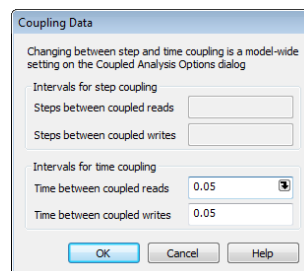 Coupling Data
Changing between step and time coupling is a model-wide
setting on the Coupled Analysis Options dialog
Intervals for step coupling
Steps between coupled reads
Steps between coupled writes
Intervals for time coupling
Time between coupled reads 0.05
Time between coupled writes 0.05
OK Cancel Help